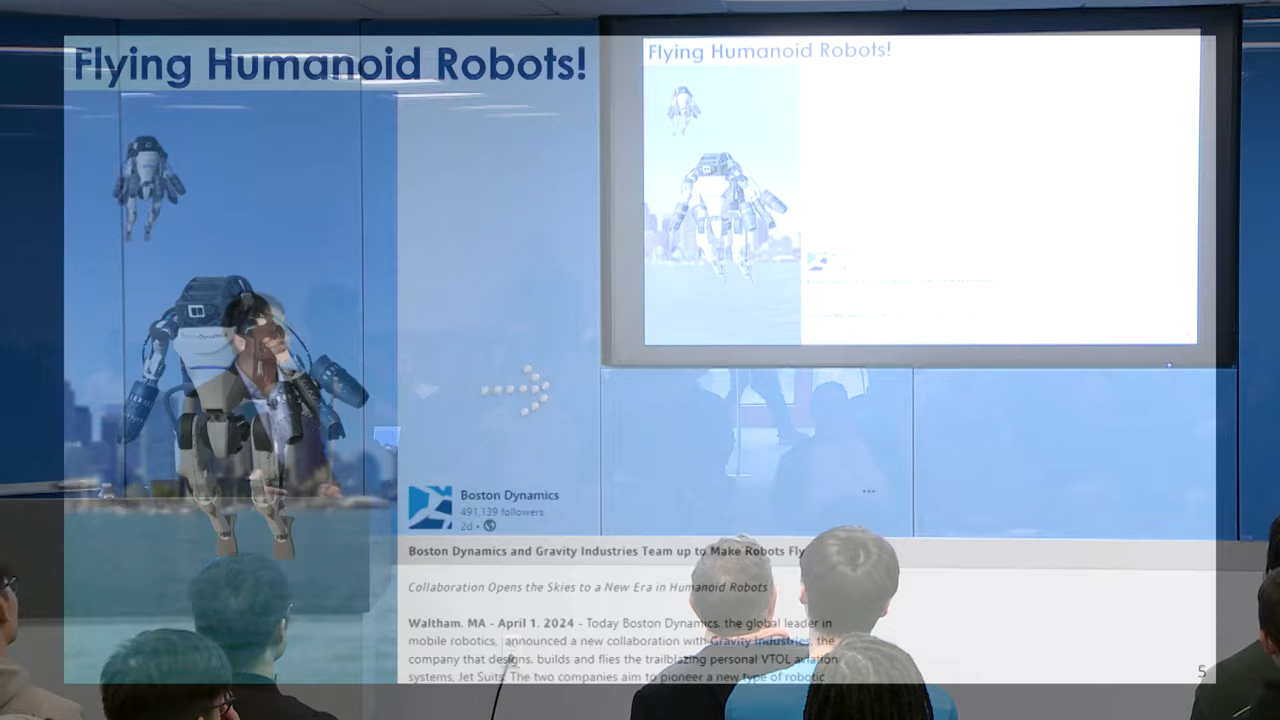 Flying Humanoid Robots!
Flying Humanoid Robots!
Boston Dynamics
491,139 followers
2d •
...
Boston Dynamics and Gravity Industries Team up to Make Robots Fly
Collaboration Opens the Skies to a New Era in Humanoid Robots
Waltham, MA - April 1, 2024 - Today Boston Dynamics, the global leader in
mobile robotics, announced a new collaboration with Gravity Industries, the
company that designs, builds and flies the trailblazing personal VTOL aviation
systems, Jet Suits. The two companies aim to pioneer a new type of robotic
5